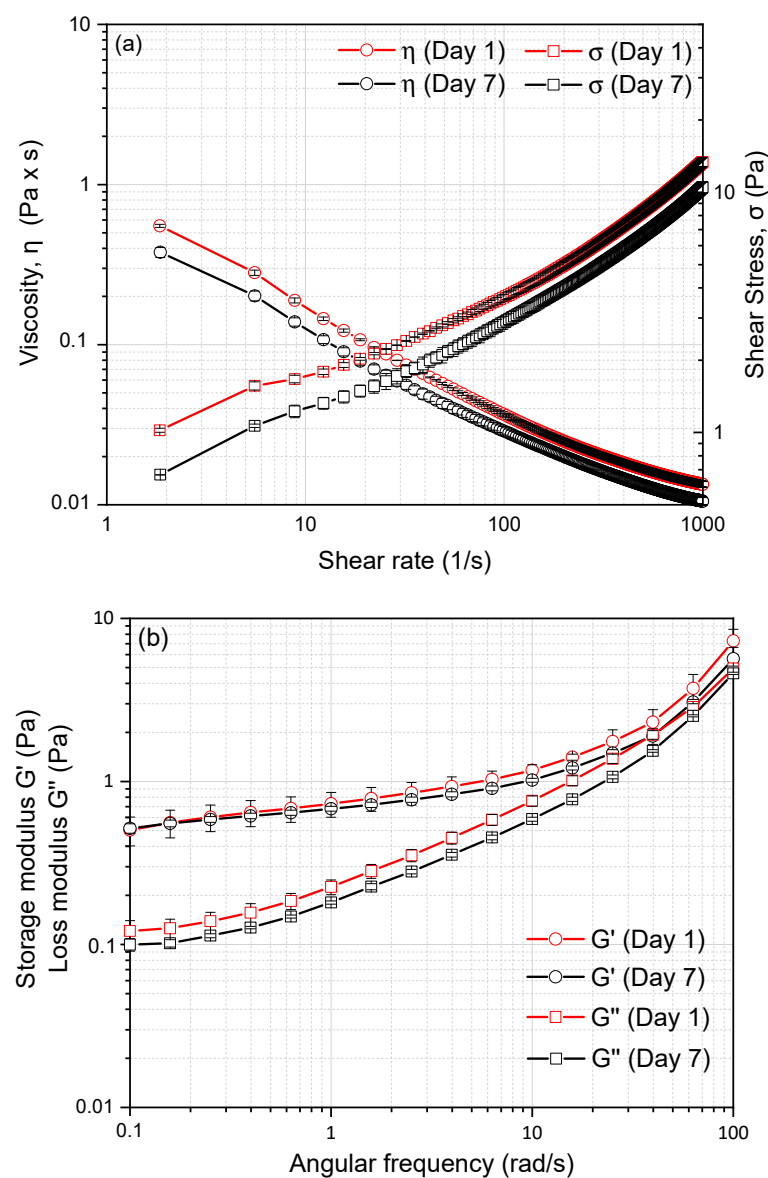 (a)
η (Day 1)
σ (Day 1)
η (Day 7)
σ (Day 7)
10
1
0.1
0.01
Viscosity, η (Pa x s)
10
1
Shear Stress, σ (Pa)
1
10
100
1000
Shear rate (1/s)
(b)
10
1
0.1
0.01
Storage modulus G' (Pa)
Loss modulus G" (Pa)
G' (Day 1)
G' (Day 7)
G" (Day 1)
G" (Day 7)
0.1
1
10
100
Angular frequency (rad/s)